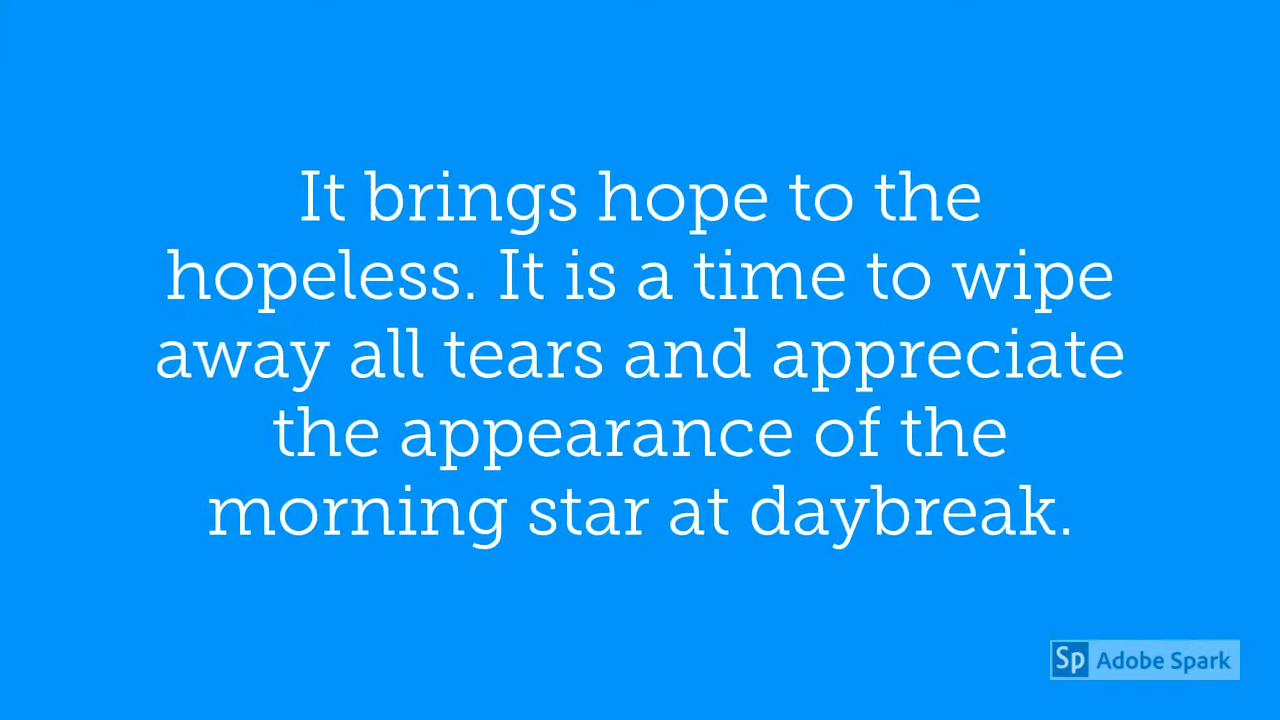 It brings hope to the
hopeless. It is a time to wipe
away all tears and appreciate
the appearance of the
morning star at daybreak.
Sp Adobe Spark